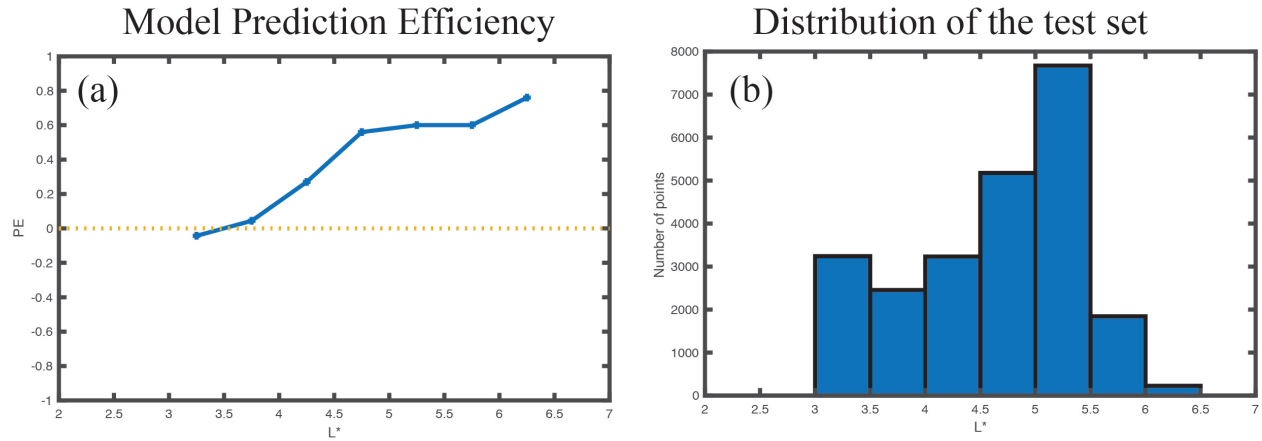 Model Prediction Efficiency
(a)
1
0.8
0.6
0.4
0.2
0
-0.2
-0.4
-0.6
-0.8
-1
PE
2 2.5 3 3.5 4 4.5 5 5.5 6 6.5 7
L*
Distribution of the test set
(b)
8000
7000
6000
5000
4000
3000
2000
1000
0
Number of points
2 2.5 3 3.5 4 4.5 5 5.5 6 6.5 7
L*